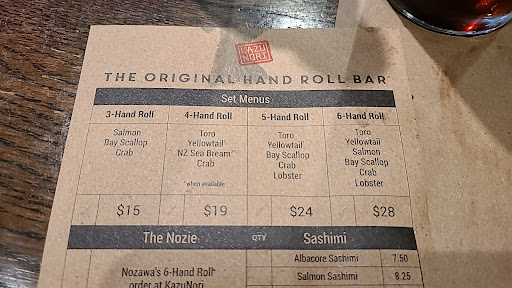 KAZU
NORI
THE ORIGINAL HAND ROLL BAR
Set Menus
3-Hand Roll 4-Hand Roll 5-Hand Roll 6-Hand Roll
Salmon
Bay Scallop
Crab
Toro
Yellowtail
NZ Sea Bream**
Crab
**when available
Toro
Yellowtail
Bay Scallop
Crab
Lobster
Toro
Yellowtail
Salmon
Bay Scallop
Crab
Lobster
$15 $19 $24 $28
The Nozie QTY Sashimi
Nozawa's 6-Hand Roll
order at KazuNori
Albacore Sashimi 7.50
Salmon Sashimi 8.25